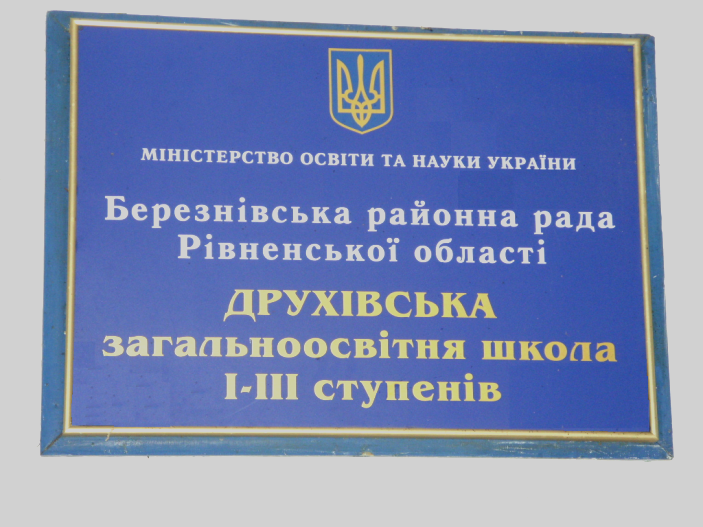 МІНІСТЕРСТВО ОСВІТИ ТА НАУКИ УКРАЇНИ
Березнівська районна рада
Рівненської області
ДРУХІВСЬКА
загальноосвітня школа
І-ІІІ ступенів